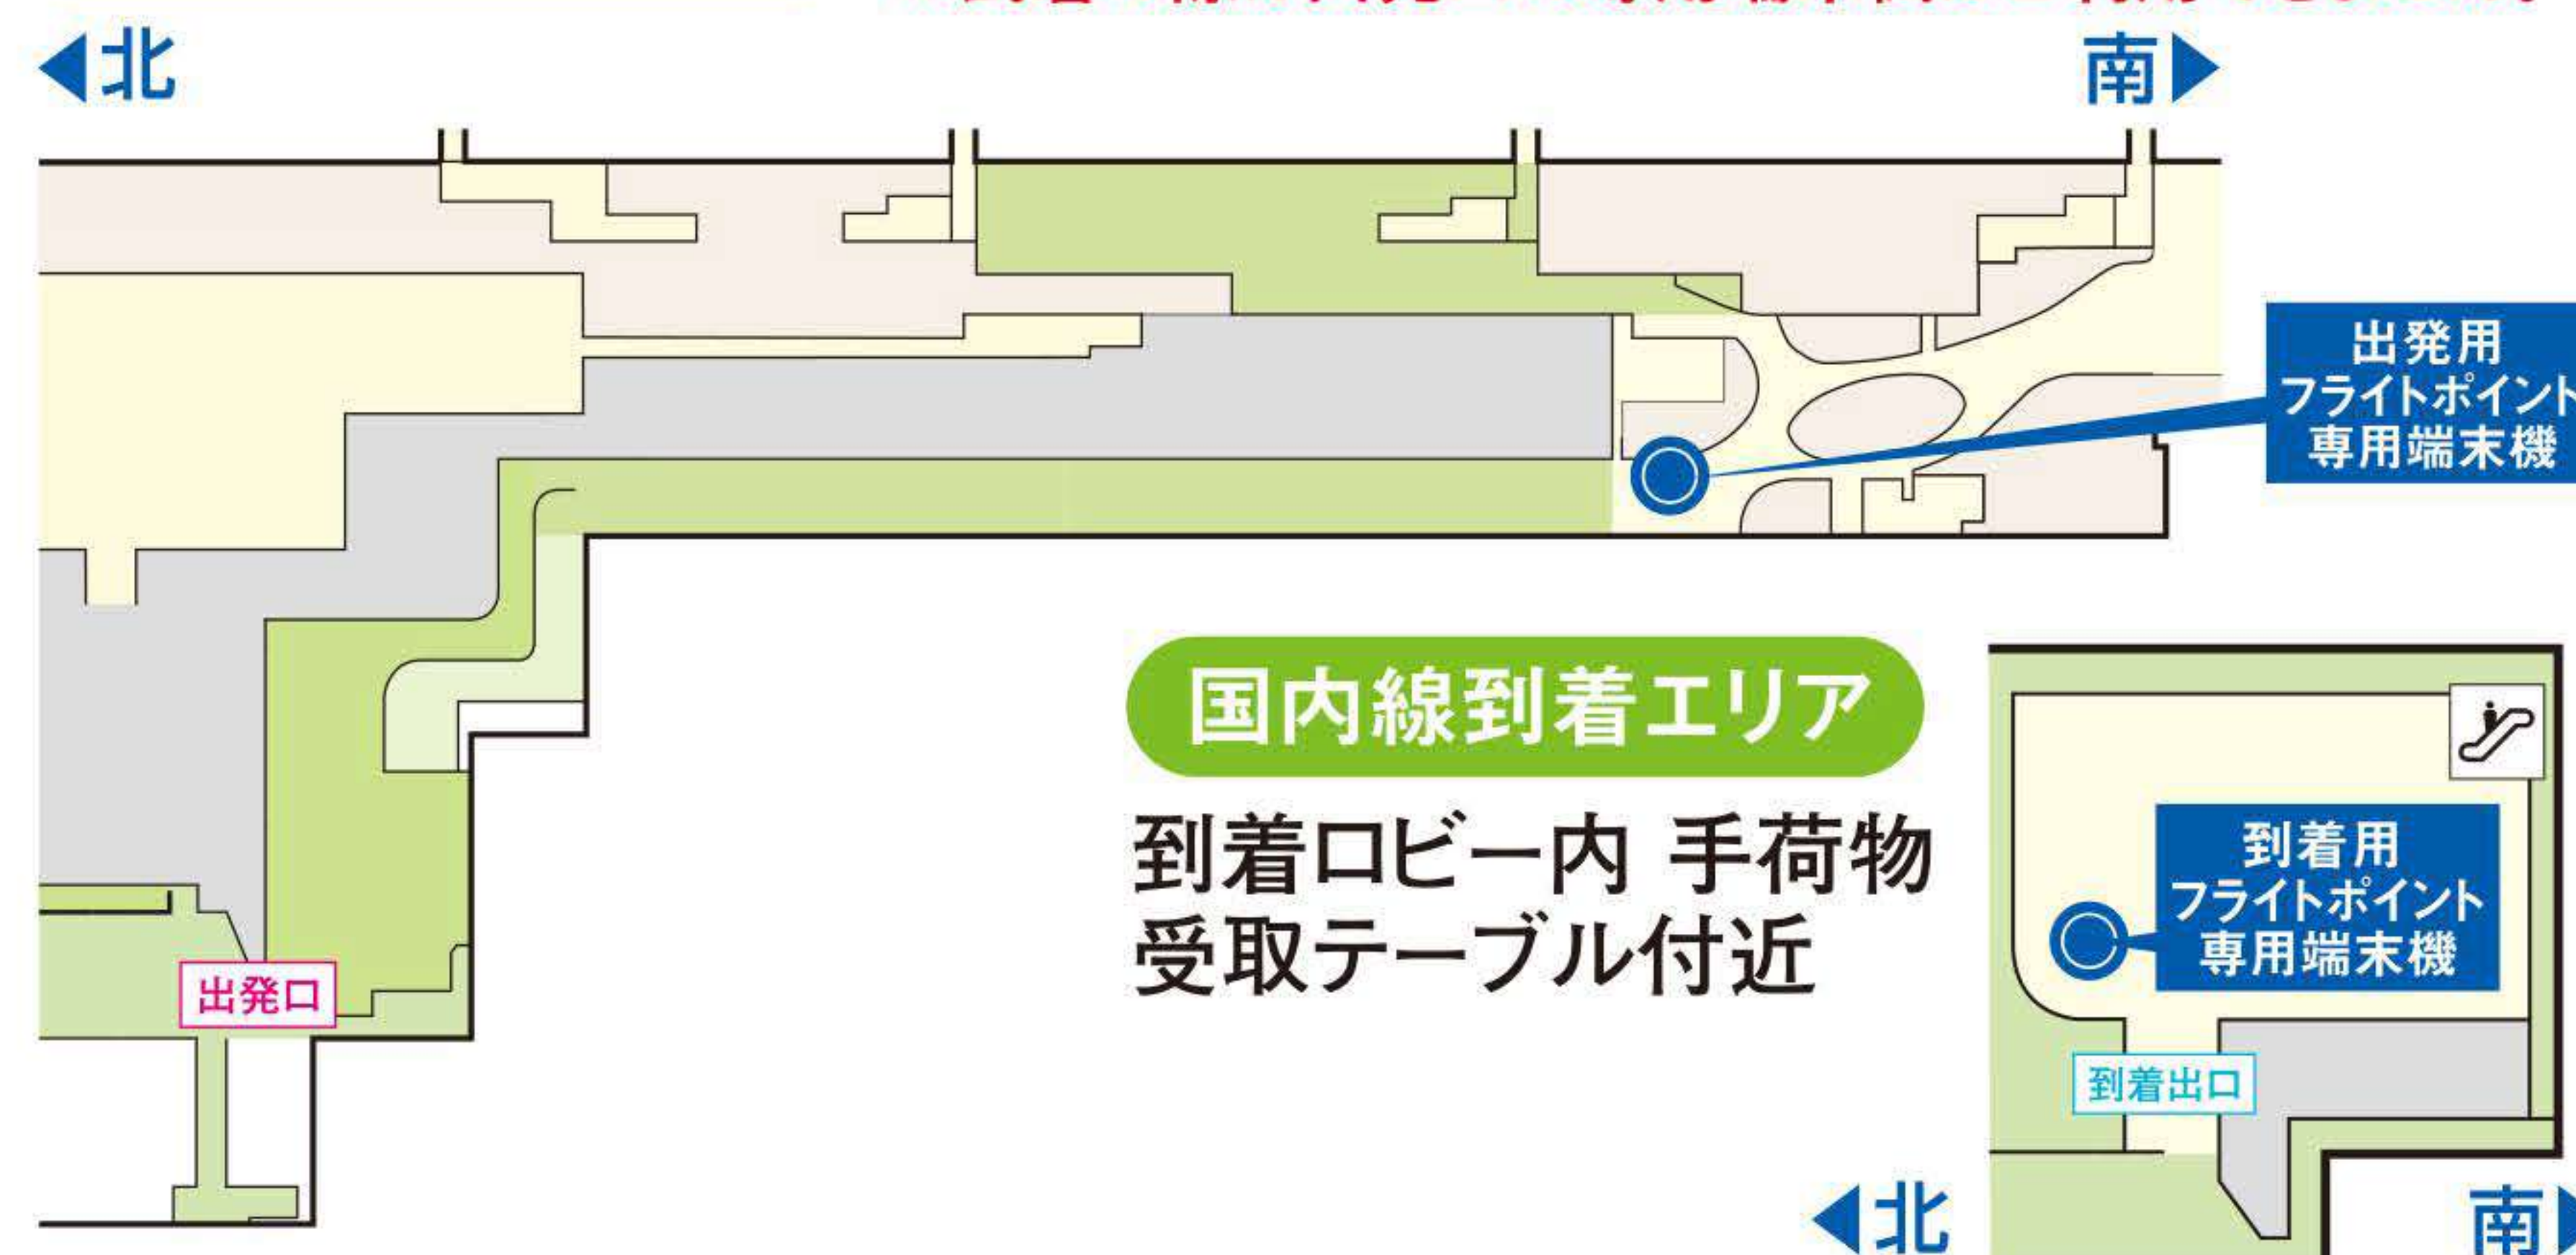 北
南
出発用
フライトポイント
専用端末機
国内線到着エリア
到着ロビー内 手荷物
受取テーブル付近
到着用
フライトポイント
専用端末機
出発口
到着出口
北
南